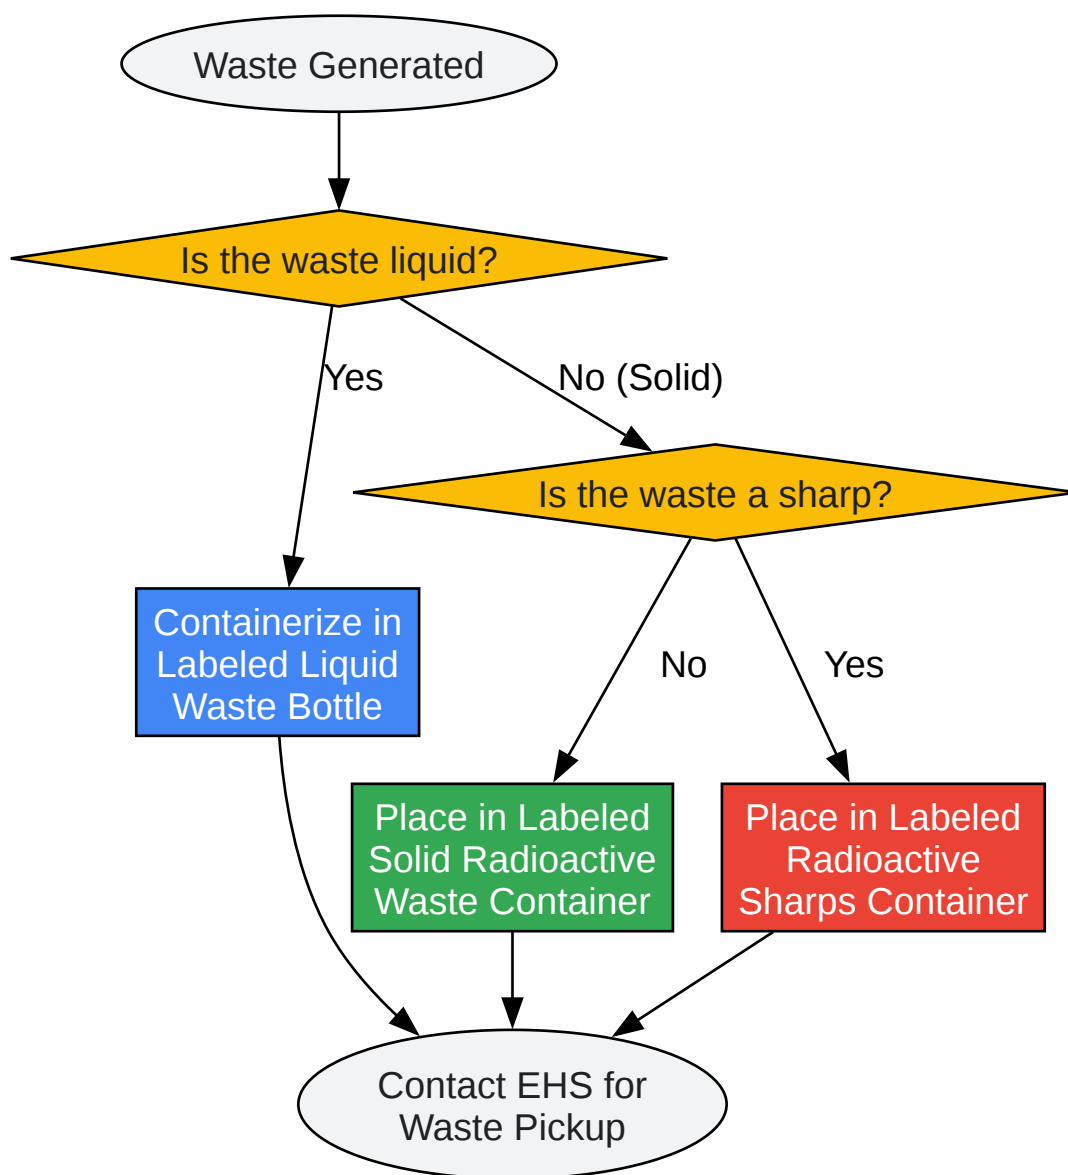 Waste Generated
Is the waste liquid?
Yes
No (Solid)
Is the waste a sharp?
Containerize in
Labeled Liquid
Waste Bottle
No
Yes
Place in Labeled
Solid Radioactive
Waste Container
Place in Labeled
Radioactive
Sharps Container
Contact EHS for
Waste Pickup